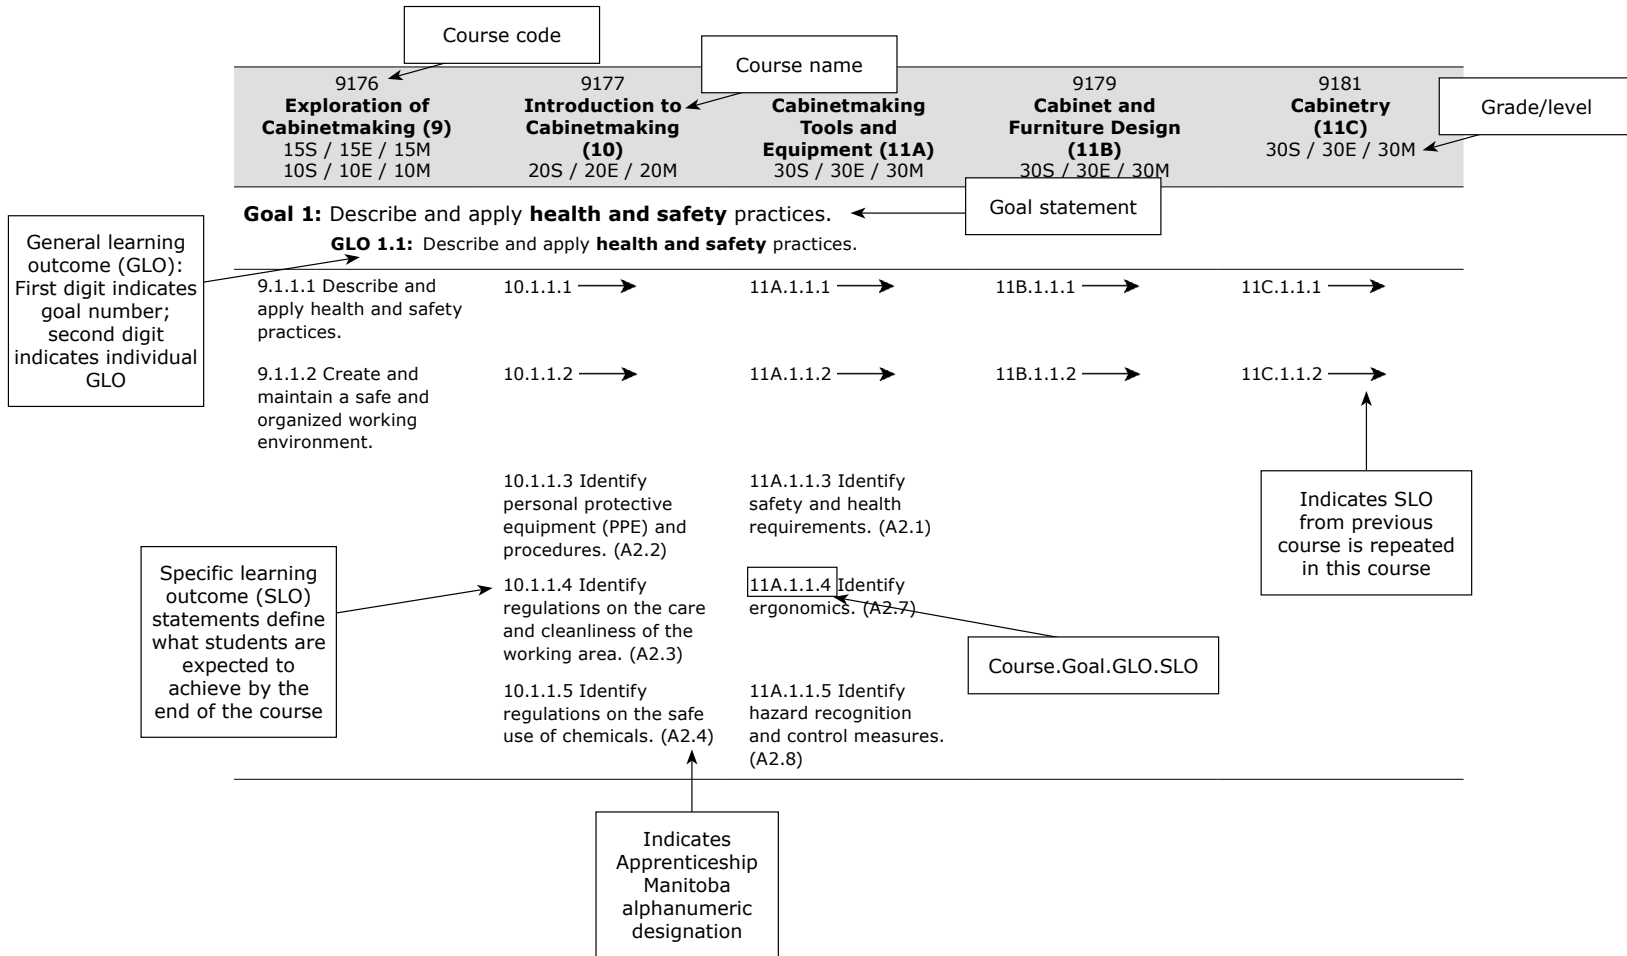 Course code
Course name
Grade/level
9176
Exploration of
Cabinetmaking (9)
15S / 15E / 15M
10S / 10E / 10M
9177
Introduction to
Cabinetmaking
(10)
20S / 20E / 20M
Cabinetmaking
Tools and
Equipment (11A)
30S / 30E / 30M
9179
Cabinet and
Furniture Design
(11B)
30S / 30E / 30M
9181
Cabinetry
(11C)
30S / 30E / 30M
Goal 1: Describe and apply health and safety practices.
Goal statement
GLO 1.1: Describe and apply health and safety practices.
General learning
outcome (GLO):
First digit indicates
goal number;
second digit
indicates individual
GLO
9.1.1.1 Describe and
apply health and safety
practices.
10.1.1.1
11A.1.1.1
11B.1.1.1
11C.1.1.1
9.1.1.2 Create and
maintain a safe and
organized working
environment.
10.1.1.2
11A.1.1.2
11B.1.1.2
11C.1.1.2
10.1.1.3 Identify
personal protective
equipment (PPE) and
procedures. (A2.2)
11A.1.1.3 Identify
safety and health
requirements. (A2.1)
Indicates SLO
from previous
course is repeated
in this course
Specific learning
outcome (SLO)
statements define
what students are
expected to
achieve by the
end of the course
10.1.1.4 Identify
regulations on the care
and cleanliness of the
working area. (A2.3)
11A.1.1.4 Identify
ergonomics. (A2.7)
Course.Goal.GLO.SLO
10.1.1.5 Identify
regulations on the safe
use of chemicals. (A2.4)
11A.1.1.5 Identify
hazard recognition
and control measures.
(A2.8)
Indicates
Apprenticeship
Manitoba
alphanumeric
designation